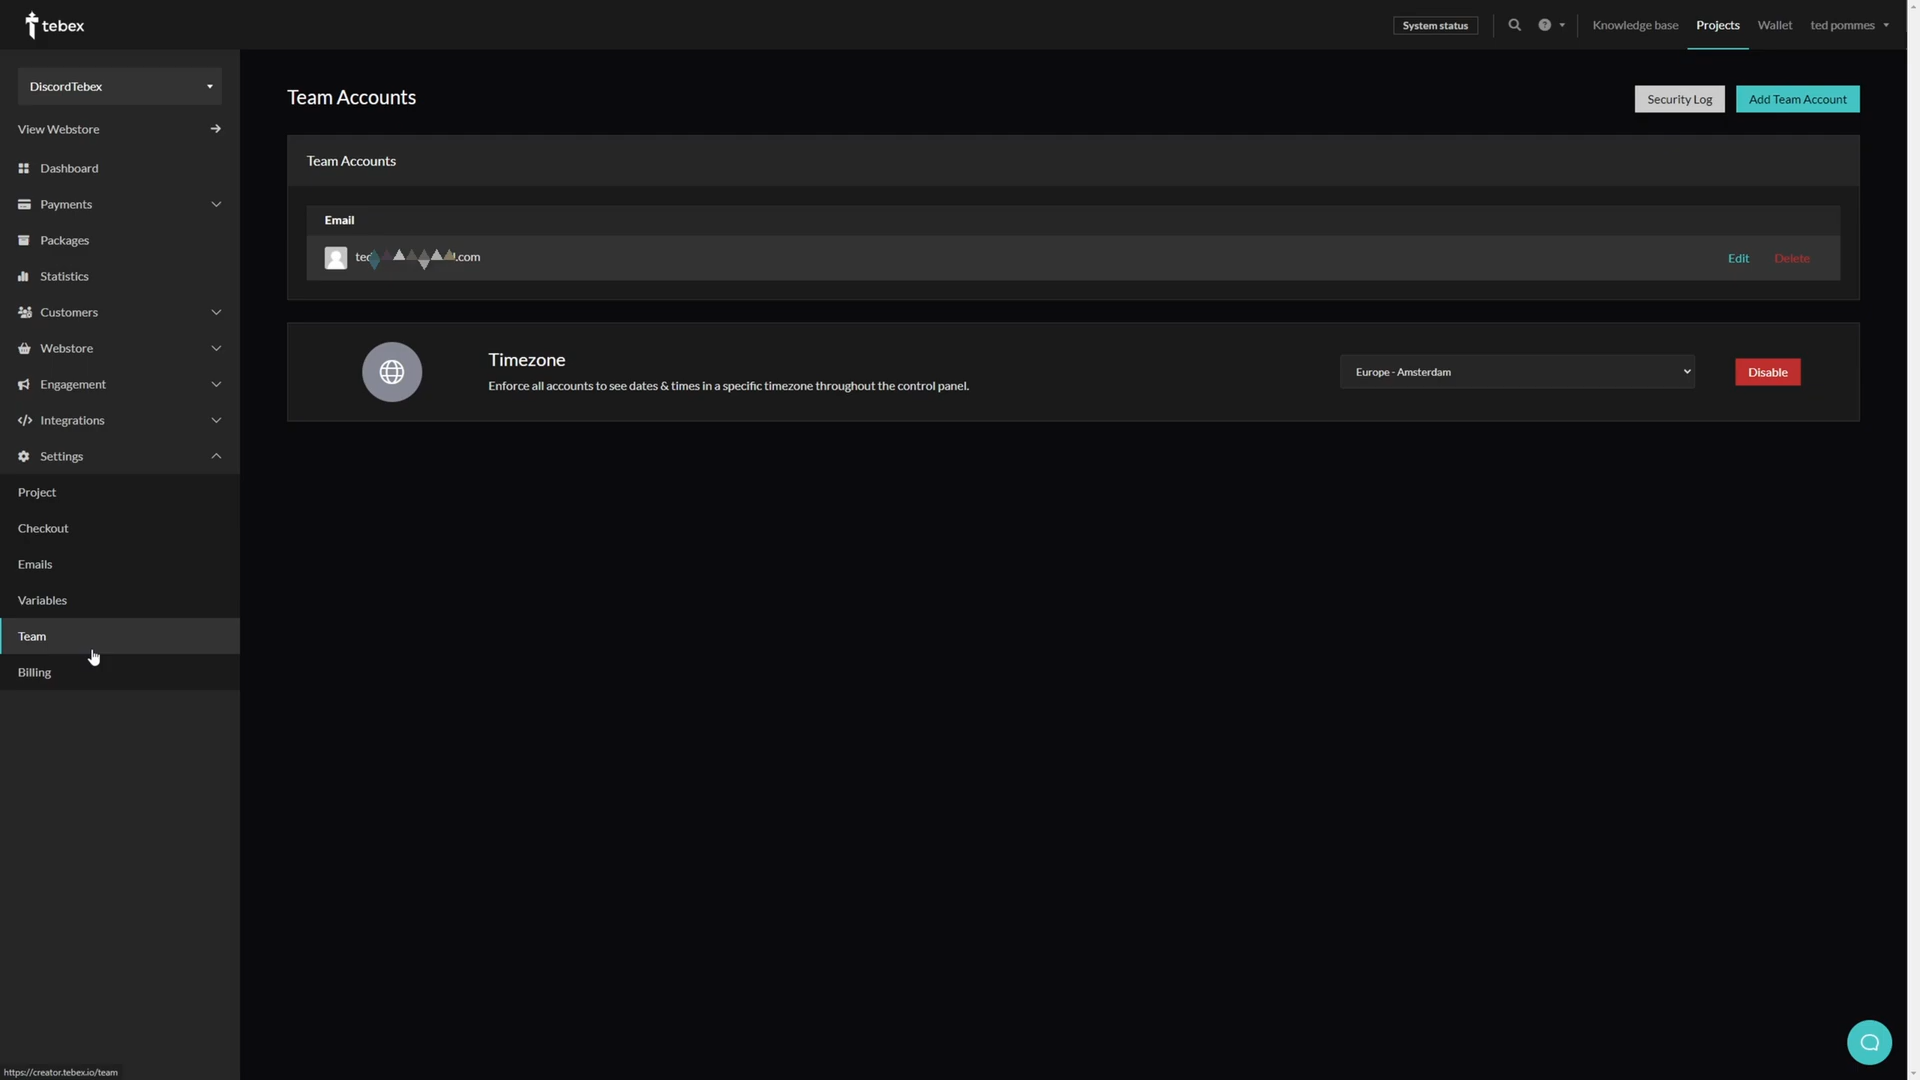 tebex
System status
Knowledge base
Projects
Wallet
ted pommes
DiscordTebex
View Webstore
Dashboard
Payments
Packages
Statistics
Customers
Webstore
Engagement
Integrations
Settings
Project
Checkout
Emails
Variables
Team
Billing
Team Accounts
Security Log
Add Team Account
Team Accounts
Email
.com
Edit
Delete
Timezone
Enforce all accounts to see dates & times in a specific timezone throughout the control panel.
Europe - Amsterdam
Disable
https://creator.tebex.io/team